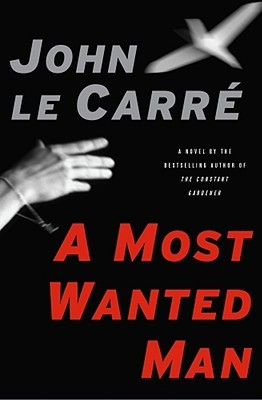 JOHN
LE CARRÉ
A NOVEL BY THE
BESTSELLING AUTHOR OF
THE CONSTANT
GARDENER
A MOST
WANTED
MAN